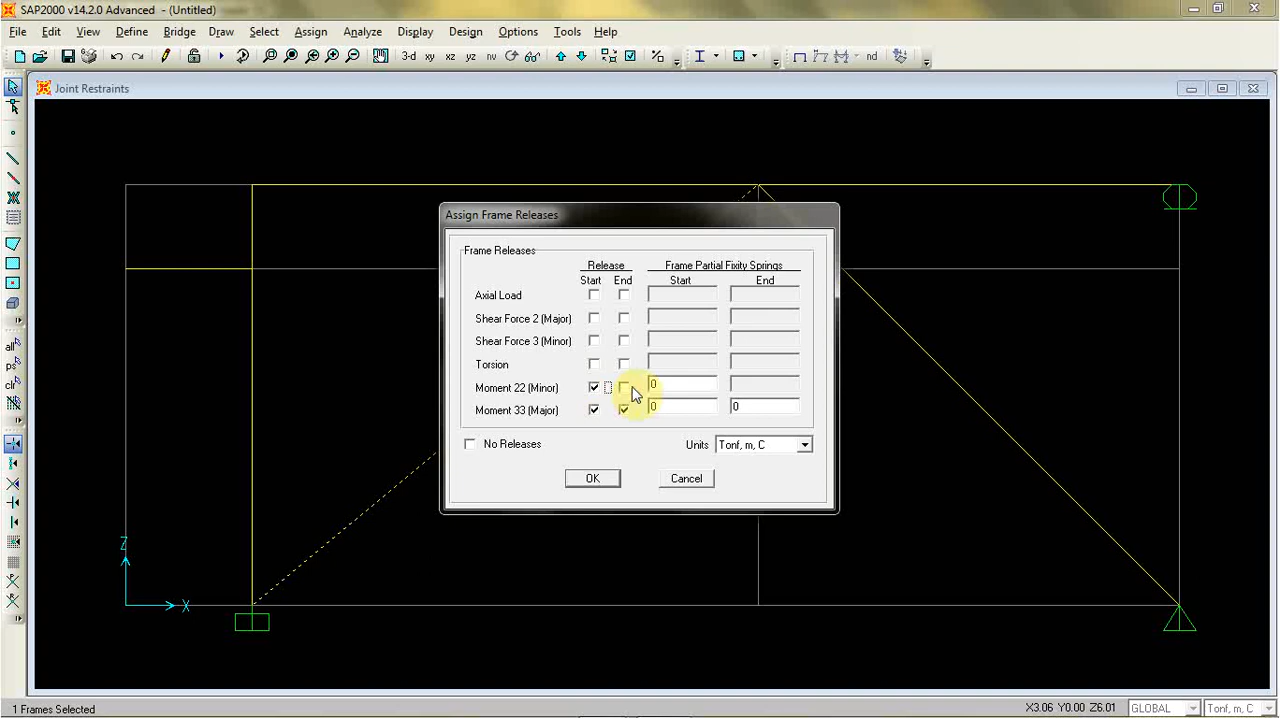 SAP2000 v14.2.0 Advanced - (Untitled)
File Edit View Define Bridge Draw Select Assign Analyze Display Design Options Tools Help
3-d xy xz yz nv nd
Joint Restraints
all
ps
clr
Assign Frame Releases
Frame Releases
Release Frame Partial Fixity Springs
Start End Start End
Axial Load
Shear Force 2 (Major)
Shear Force 3 (Minor)
Torsion
Moment 22 (Minor) 0
Moment 33 (Major) 0 0
No Releases Units Tonf, m, C
OK Cancel
Z
X
1 Frames Selected X3.06 Y0.00 Z6.01 GLOBAL Tonf, m, C